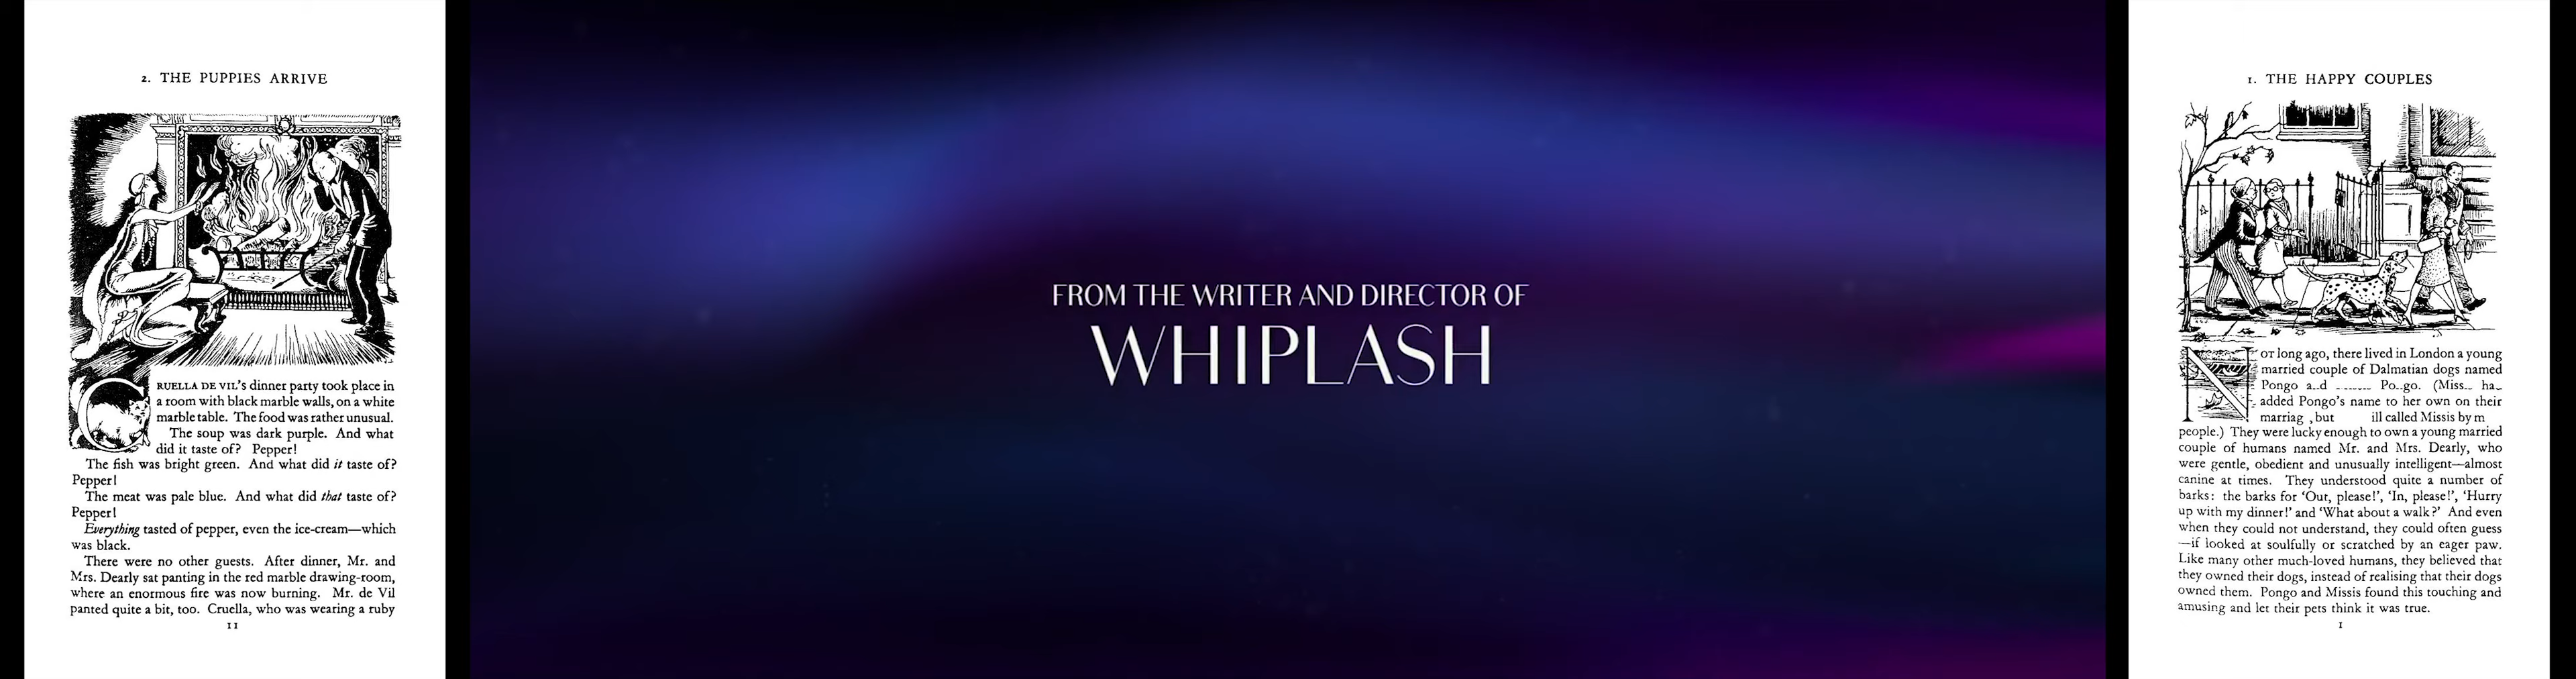 2. THE PUPPIES ARRIVE
CRUELLA DE VIL's dinner party took place in
a room with black marble walls, on a white
marble table. The food was rather unusual.
The soup was dark purple. And what
did it taste of? Pepper!
The fish was bright green. And what did it taste of?
Pepper!
The meat was pale blue. And what did that taste of?
Pepper!
Everything tasted of pepper, even the ice-cream—which
was black.
There were no other guests. After dinner, Mr. and
Mrs. Dearly sat panting in the red marble drawing-room,
where an enormous fire was now burning. Mr. de Vil
panted quite a bit, too. Cruella, who was wearing a ruby
11
FROM THE WRITER AND DIRECTOR OF
WHIPLASH
1. THE HAPPY COUPLES
NOT long ago, there lived in London a young
married couple of Dalmatian dogs named
Pongo
added Pongo's name to her own on their
but called Missis by
people.) They were lucky enough to own a young married
couple of humans named Mr. and Mrs. Dearly, who
were gentle, obedient and unusually intelligent—almost
canine at times. They understood quite a number of
barks: the barks for 'Out, please!', 'In, please!', 'Hurry
up with my dinner!' and 'What about a walk?' And even
when they could not understand, they could often guess
—if looked at soulfully or scratched by an eager paw.
Like many other much-loved humans, they believed that
they owned their dogs, instead of realising that their dogs
owned them. Pongo and Missis found this touching and
amusing and let their pets think it was true.
1